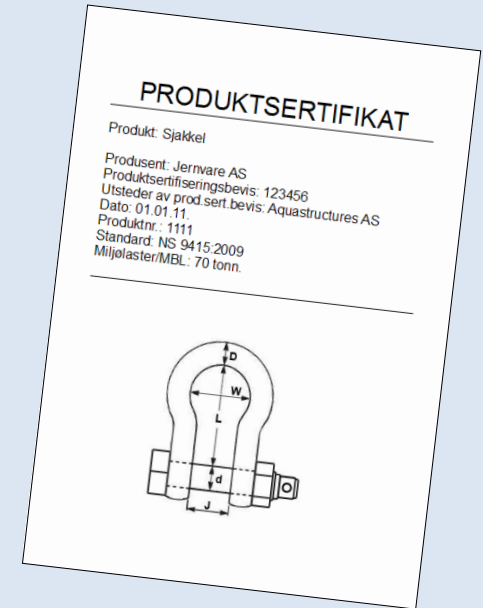 PRODUKTSERTIFIKAT
Produkt: Sjakkel
Produsent: Jernvare AS
Produktsertifiseringsbevis: 123456
Utsteder av prod.sert.bevis: Aquastructures AS
Dato: 01.01.11.
Produktnr.: 1111
Standard: NS 9415:2009
Miljølaster/MBL: 70 tonn.
D
W
L
d
J